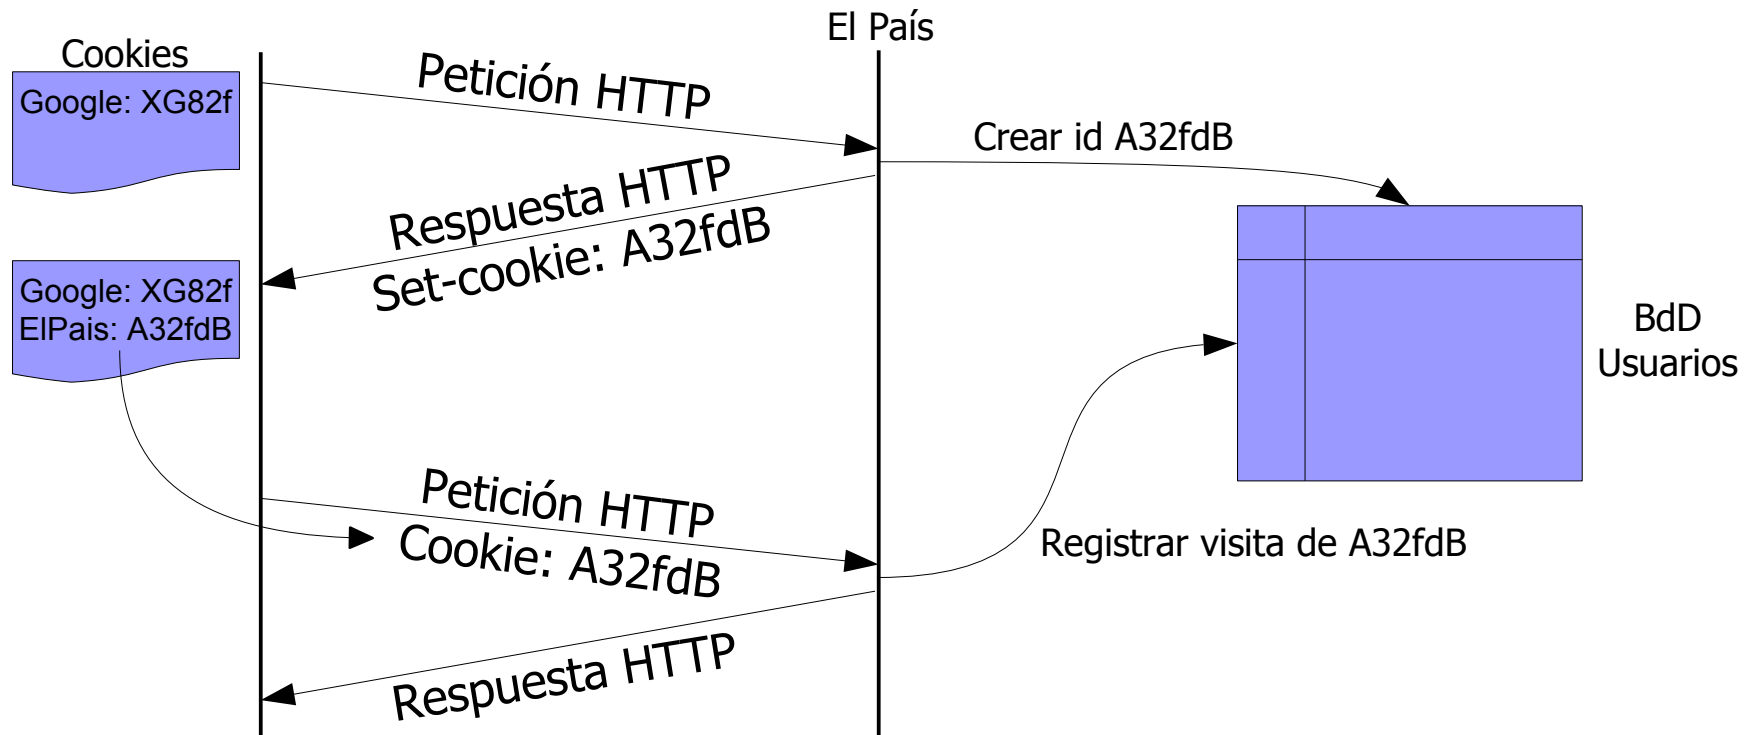 El País
Cookies
Google: XG82f
Petición HTTP
Crear id A32fdB
Respuesta HTTP
Set-cookie: A32fdB
Google: XG82f
ElPais: A32fdB
BdD
Usuarios
Petición HTTP
Cookie: A32fdB
Registrar visita de A32fdB
Respuesta HTTP